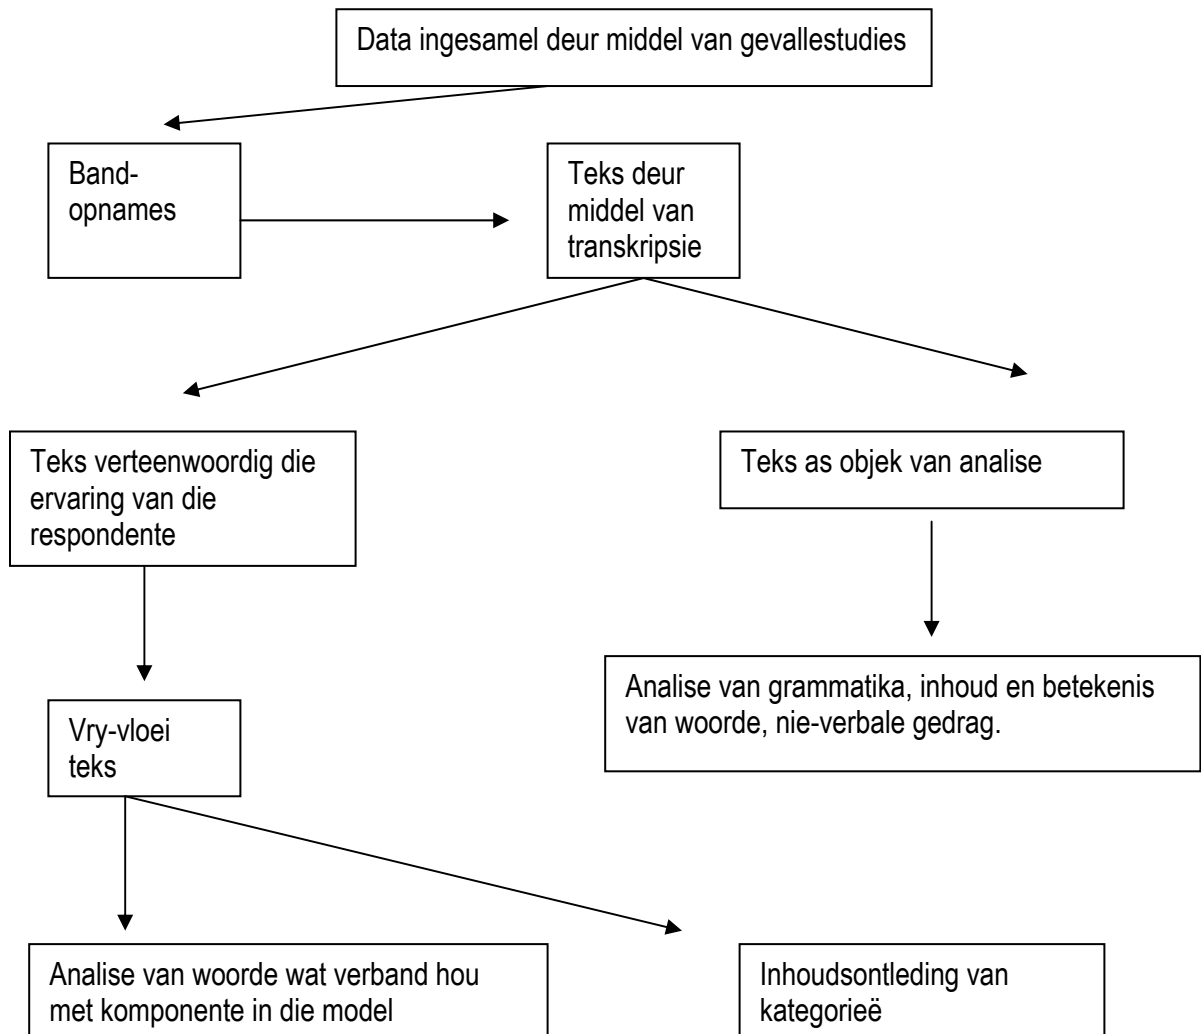 Data ingesamel deur middel van gevallestudies
Band-
opnames
Teks deur
middel van
transkripsie
Teks verteenwoordig die
ervaring van die
respondente
Teks as objek van analise
Analise van grammatika, inhoud en betekenis
van woorde, nie-verbale gedrag.
Vry-vloei
teks
Analise van woorde wat verband hou
met komponente in die model
Inhoudsontleding van
kategorieë